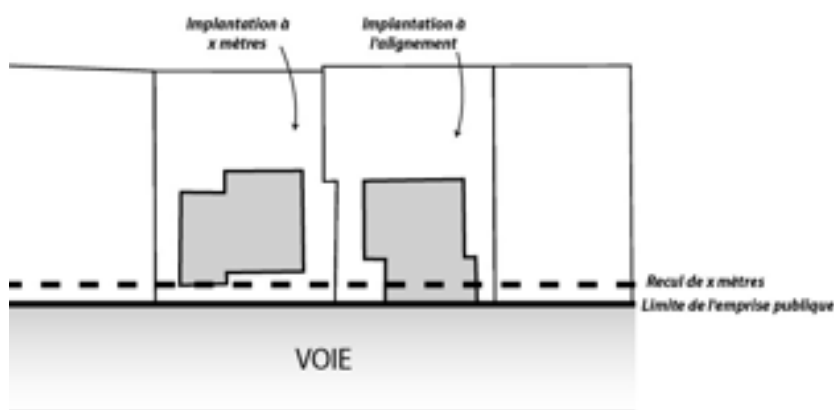 Implantation à
x mètres
Implantation à
l'alignement
Recul de x mètres
Limite de l'emprise publique
VOIE